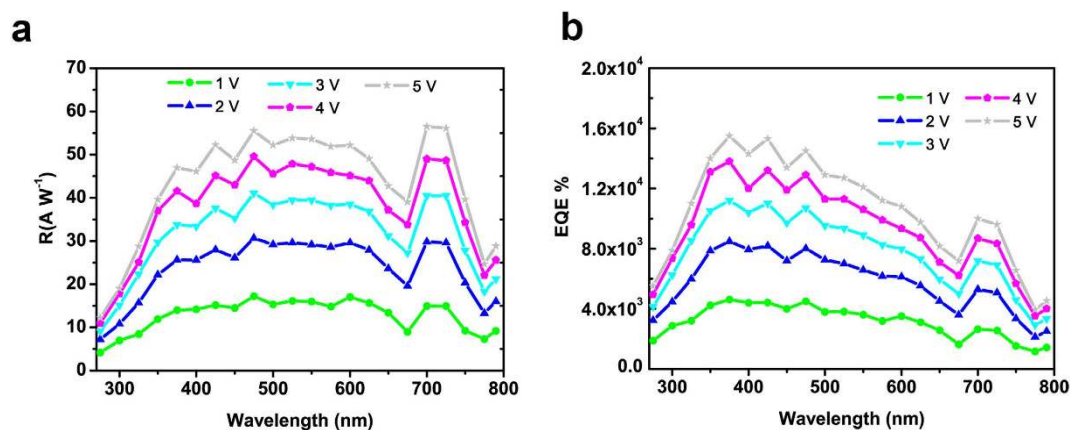 a
70
60
50
40
30
20
10
0
R(A W⁻¹)
1 V 3 V 5 V
2 V 4 V
300 400 500 600 700 800
Wavelength (nm)
b
2.0x10⁴
1.6x10⁴
1.2x10⁴
8.0x10³
4.0x10³
0.0
EQE %
1 V 4 V
2 V 5 V
3 V
300 400 500 600 700 800
Wavelength (nm)